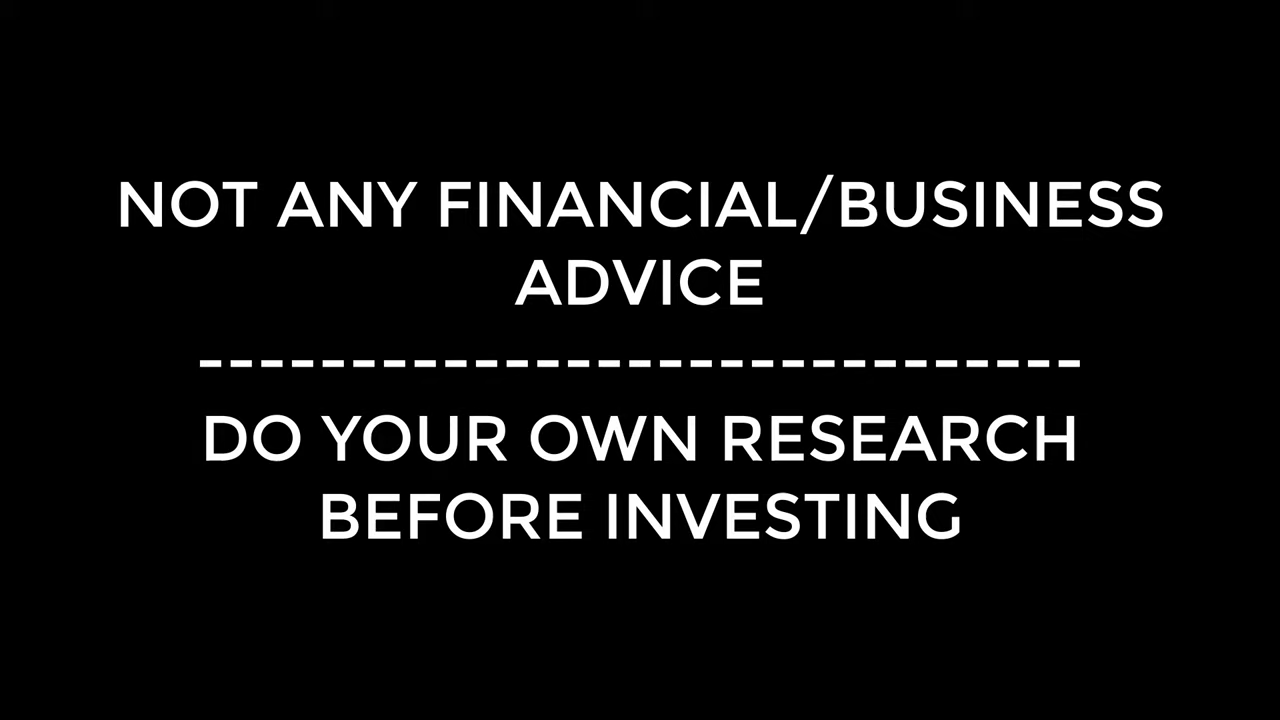 NOT ANY FINANCIAL/BUSINESS
ADVICE
-----------------------------
DO YOUR OWN RESEARCH
BEFORE INVESTING